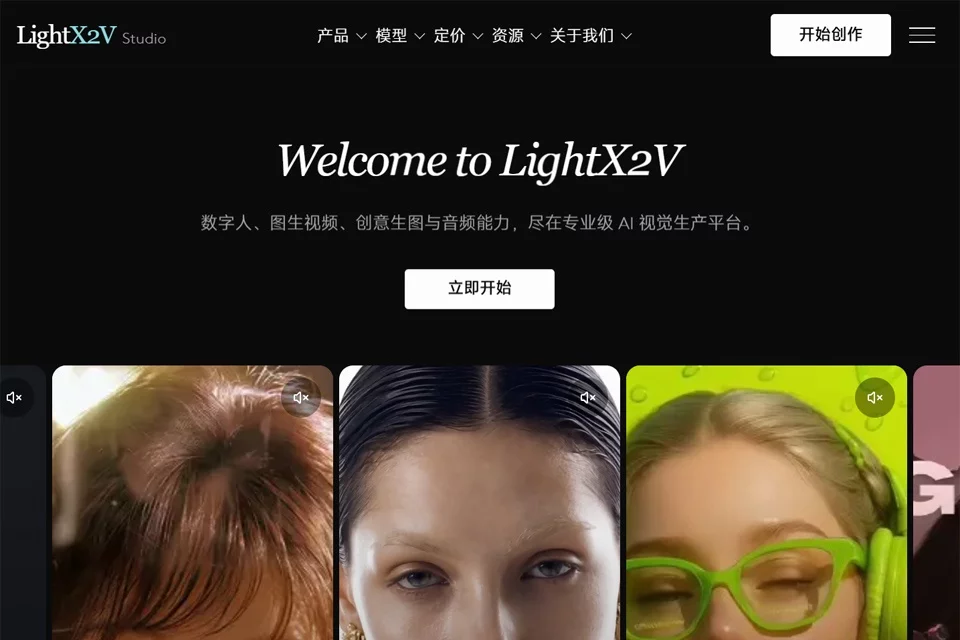 LightX2V Studio
产品 模型 定价 资源 关于我们
开始创作
Welcome to LightX2V
数字人、图生视频、创意生图与音频能力，尽在专业级 AI 视觉生产平台。
立即开始
G